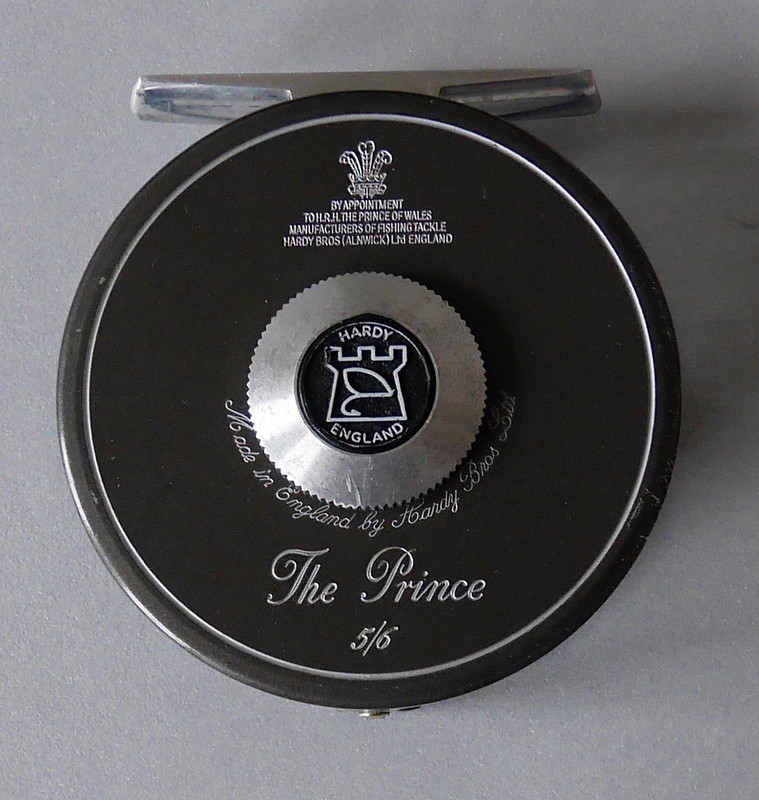 BY APPOINTMENT
TO H.R.H. THE PRINCE OF WALES
MANUFACTURERS OF FISHING TACKLE
HARDY BROS (ALNWICK) Ltd ENGLAND
HARDY
ENGLAND
Made in England by Hardy Bros Ltd
The Prince
5/6